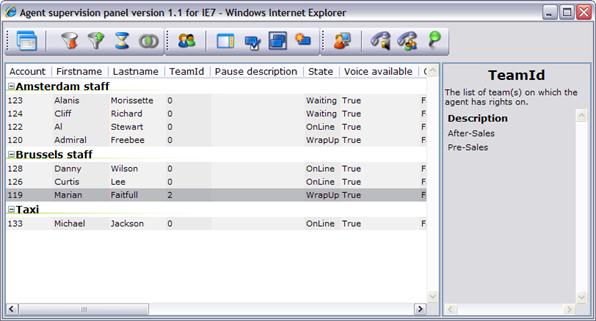 Agent supervision panel version 1.1 for IE7 - Windows Internet Explorer
Account Firstname Lastname TeamId Pause description State Voice available
Amsterdam staff
123 Alanis Morissette 0 Waiting True F
124 Cliff Richard 0 Waiting True F
122 Al Stewart 0 OnLine True F
120 Admiral Freebee 0 WrapUp True F
Brussels staff
128 Danny Wilson 0 OnLine True F
126 Curtis Lee 0 OnLine True F
119 Marian Faitfull 2 WrapUp True F
Taxi
133 Michael Jackson 0 OnLine True F
TeamId
The list of team(s) on which the
agent has rights on.
Description
After-Sales
Pre-Sales